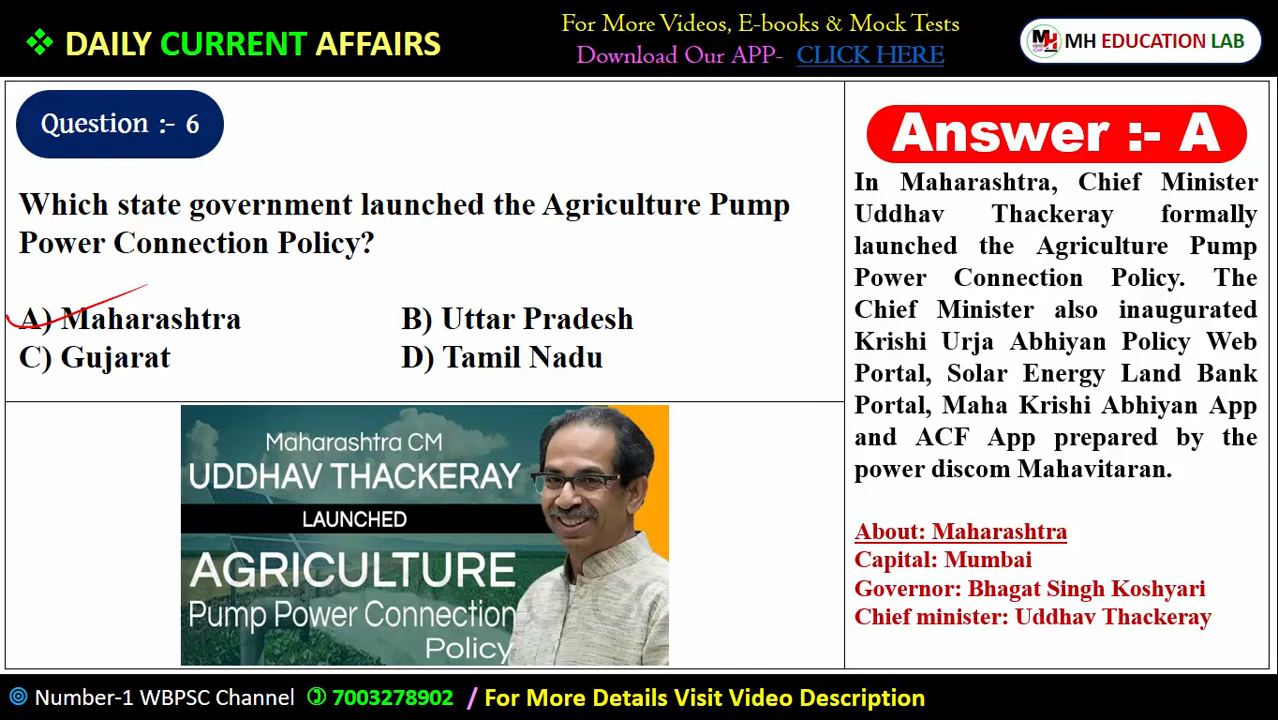 ❖ DAILY CURRENT AFFAIRS
For More Videos, E-books & Mock Tests
Download Our APP- CLICK HERE
MH
MH EDUCATION LAB
Question :- 6
Which state government launched the Agriculture Pump
Power Connection Policy?
A) Maharashtra B) Uttar Pradesh
C) Gujarat D) Tamil Nadu
Maharashtra CM
UDDHAV THACKERAY
LAUNCHED
AGRICULTURE
Pump Power Connection
Policy
Answer :- A
In Maharashtra, Chief Minister
Uddhav Thackeray formally
launched the Agriculture Pump
Power Connection Policy. The
Chief Minister also inaugurated
Krishi Urja Abhiyan Policy Web
Portal, Solar Energy Land Bank
Portal, Maha Krishi Abhiyan App
and ACF App prepared by the
power discom Mahavitaran.
About: Maharashtra
Capital: Mumbai
Governor: Bhagat Singh Koshyari
Chief minister: Uddhav Thackeray
Number-1 WBPSC Channel 7003278902 / For More Details Visit Video Description